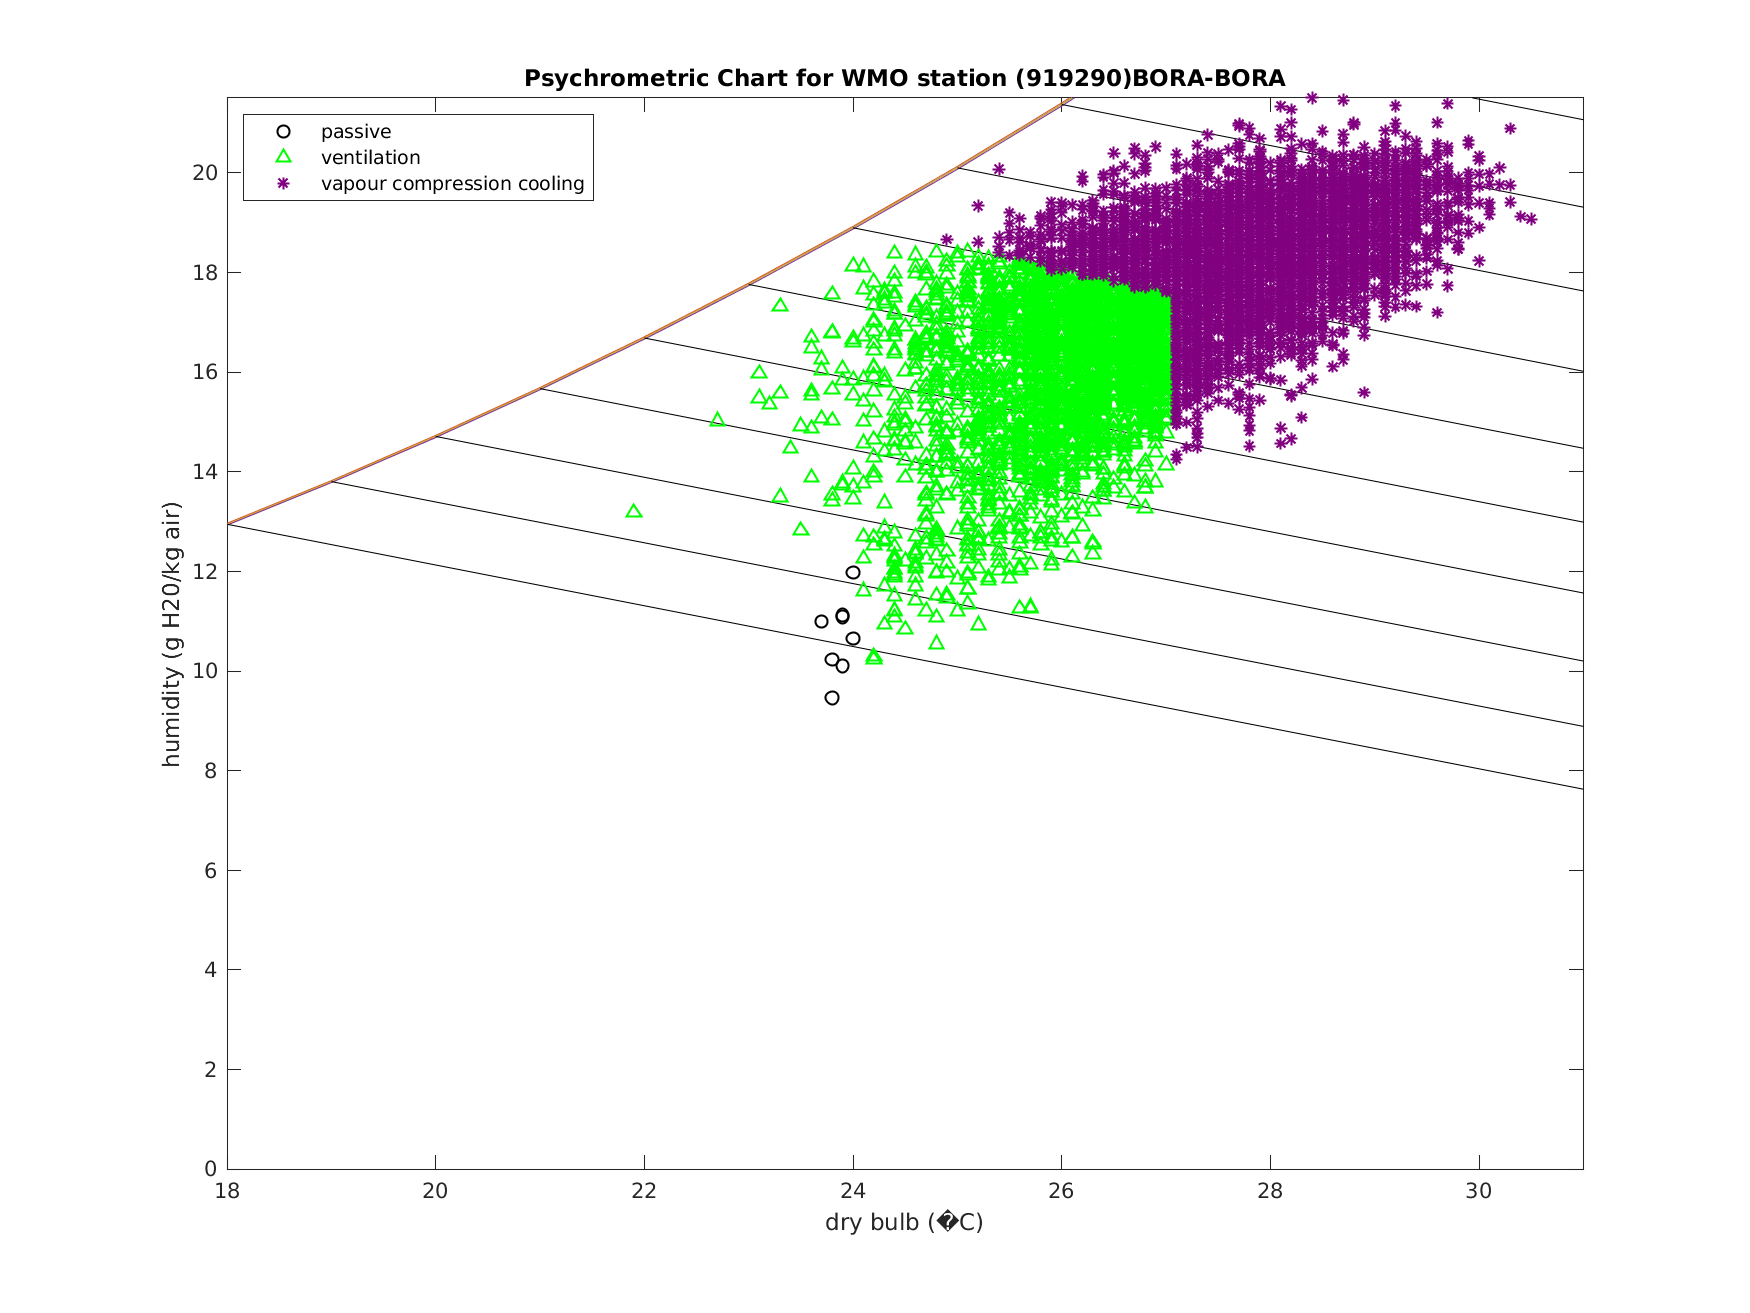 Psychrometric Chart for WMO station (919290)BORA-BORA
passive
ventilation
vapour compression cooling
humidity (g H20/kg air)
20
18
16
14
12
10
8
6
4
2
0
18 20 22 24 26 28 30
dry bulb (�C)